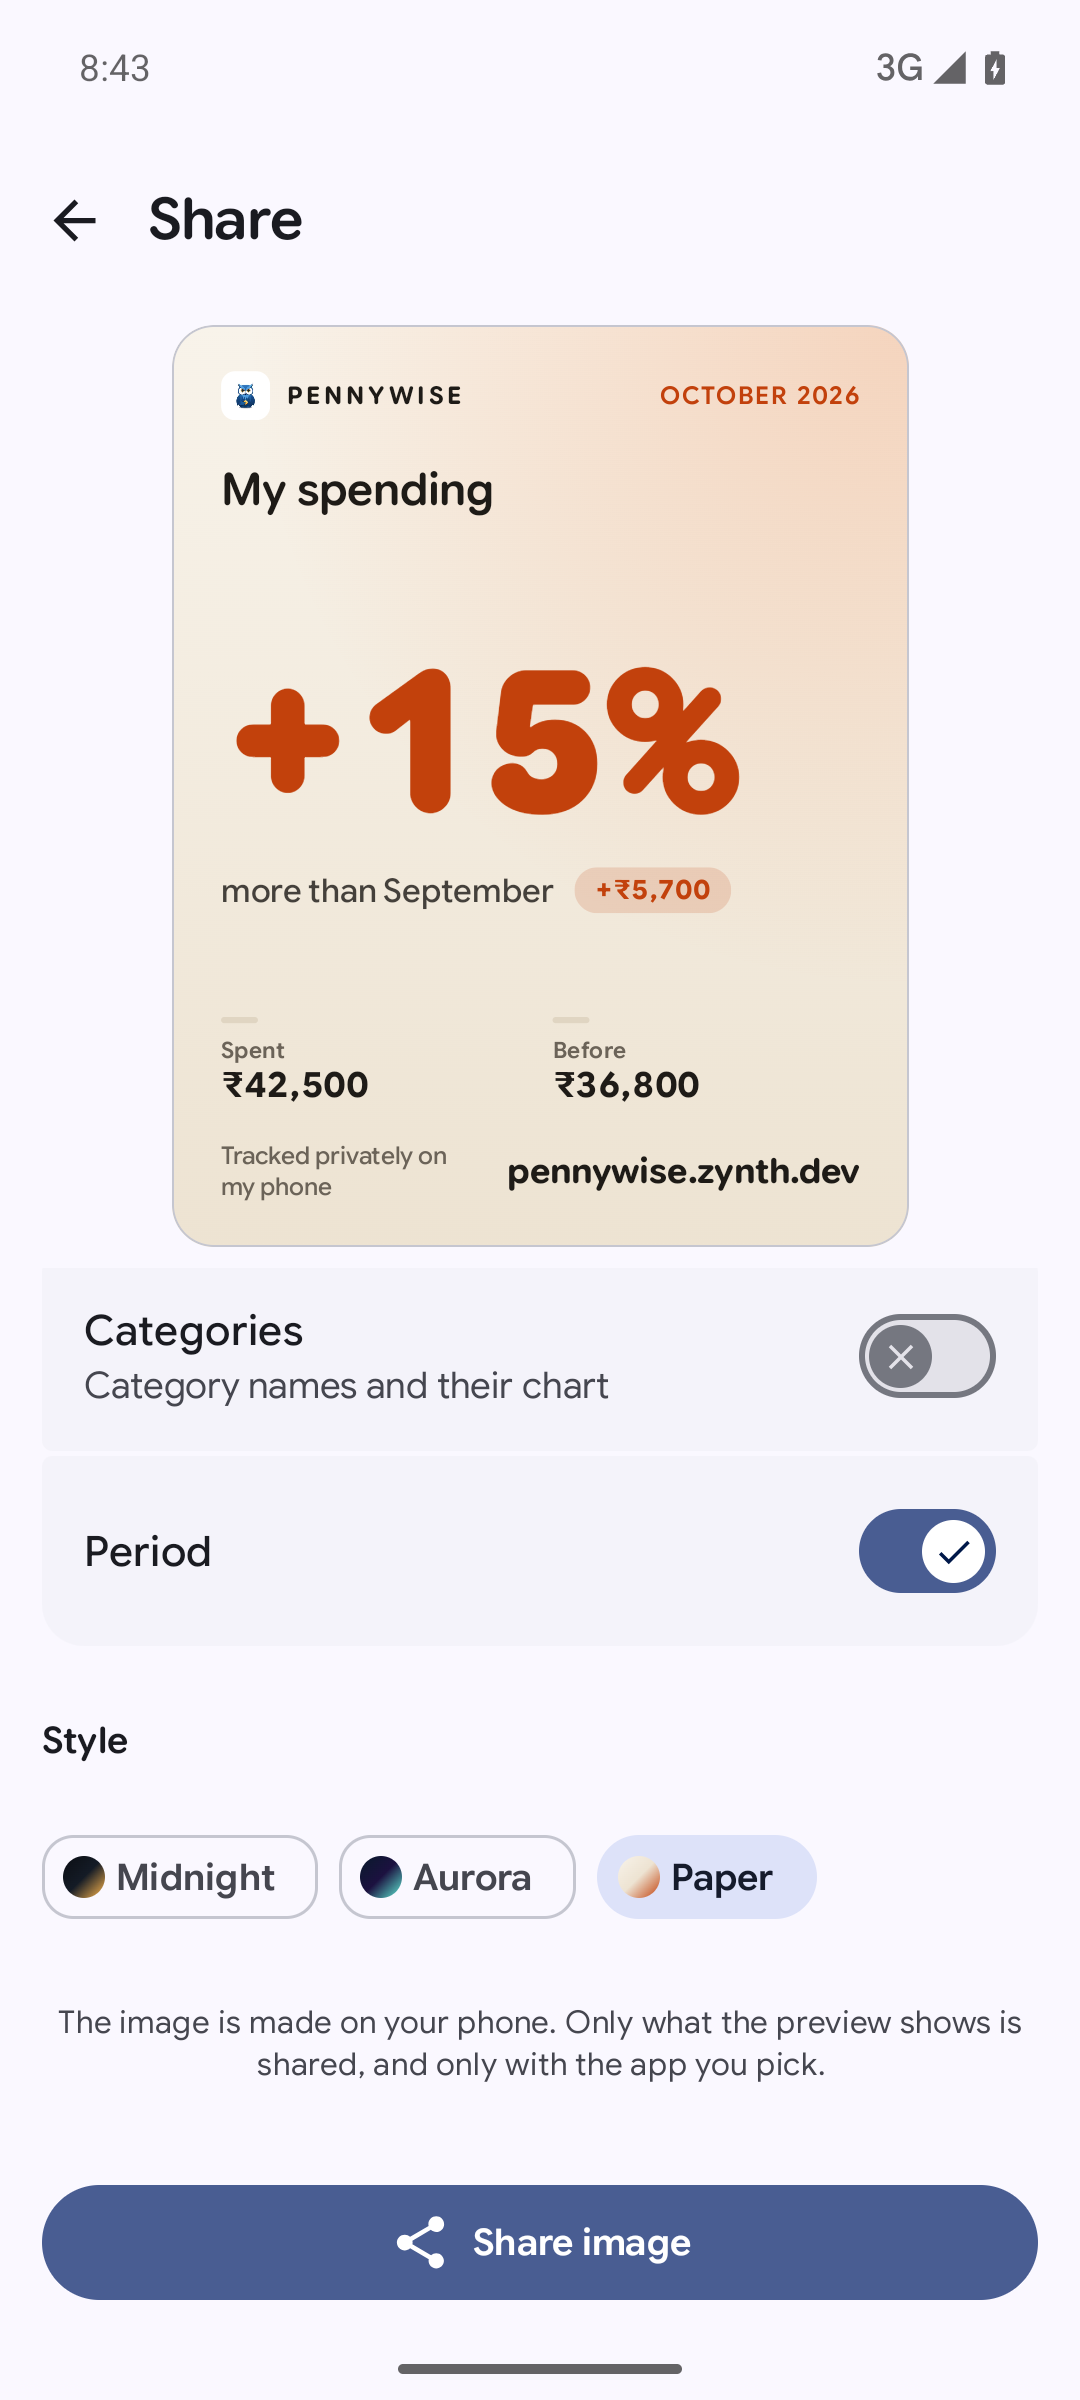 8:43
3G
Share
PENNYWISE
OCTOBER 2026
My spending
+15%
more than September
+₹5,700
Spent
Before
₹42,500
₹36,800
Tracked privately on
my phone
pennywise.zynth.dev
Categories
Category names and their chart
Period
Style
Midnight
Aurora
Paper
The image is made on your phone. Only what the preview shows is
shared, and only with the app you pick.
Share image